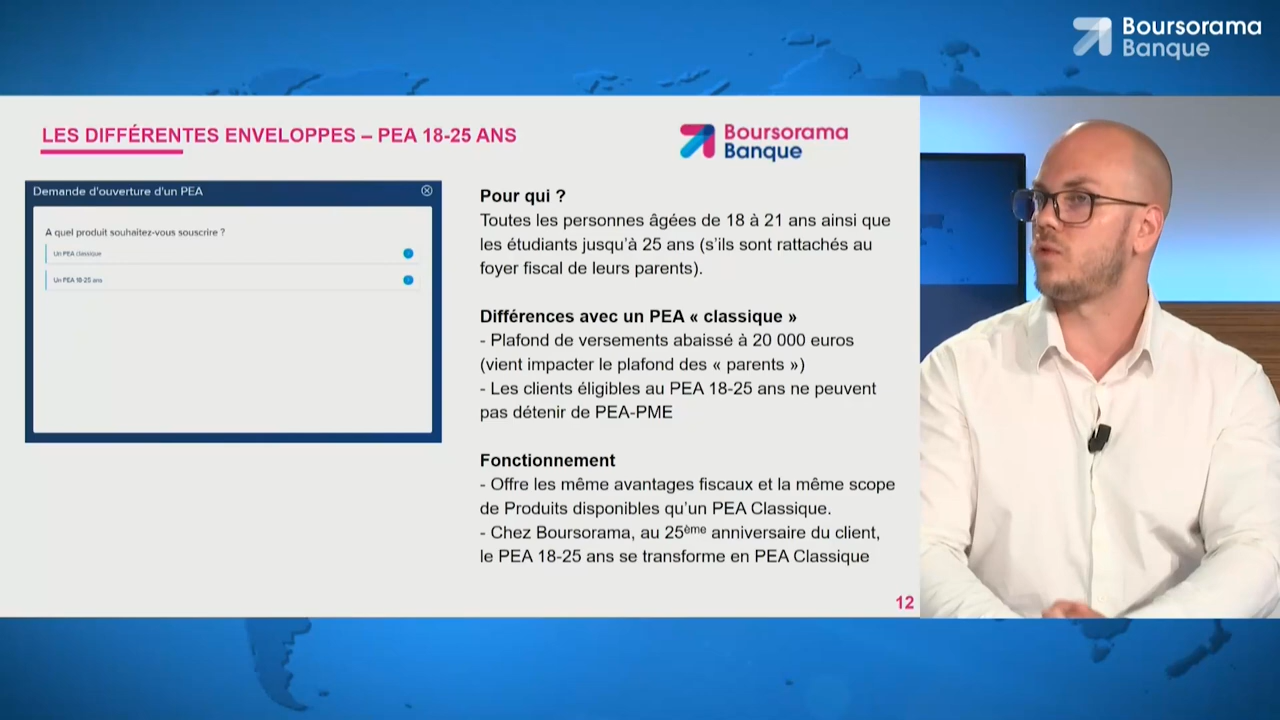 Boursorama
Banque
LES DIFFÉRENTES ENVELOPPES – PEA 18-25 ANS
Boursorama
Banque
Demande d'ouverture d'un PEA
A quel produit souhaitez-vous souscrire ?
Un PEA classique
Un PEA 18-25 ans
Pour qui ?
Toutes les personnes âgées de 18 à 21 ans ainsi que
les étudiants jusqu'à 25 ans (s'ils sont rattachés au
foyer fiscal de leurs parents).
Différences avec un PEA « classique »
- Plafond de versements abaissé à 20 000 euros
(vient impacter le plafond des « parents »)
- Les clients éligibles au PEA 18-25 ans ne peuvent
pas détenir de PEA-PME
Fonctionnement
- Offre les même avantages fiscaux et la même scope
de Produits disponibles qu'un PEA Classique.
- Chez Boursorama, au 25ème anniversaire du client,
le PEA 18-25 ans se transforme en PEA Classique
12